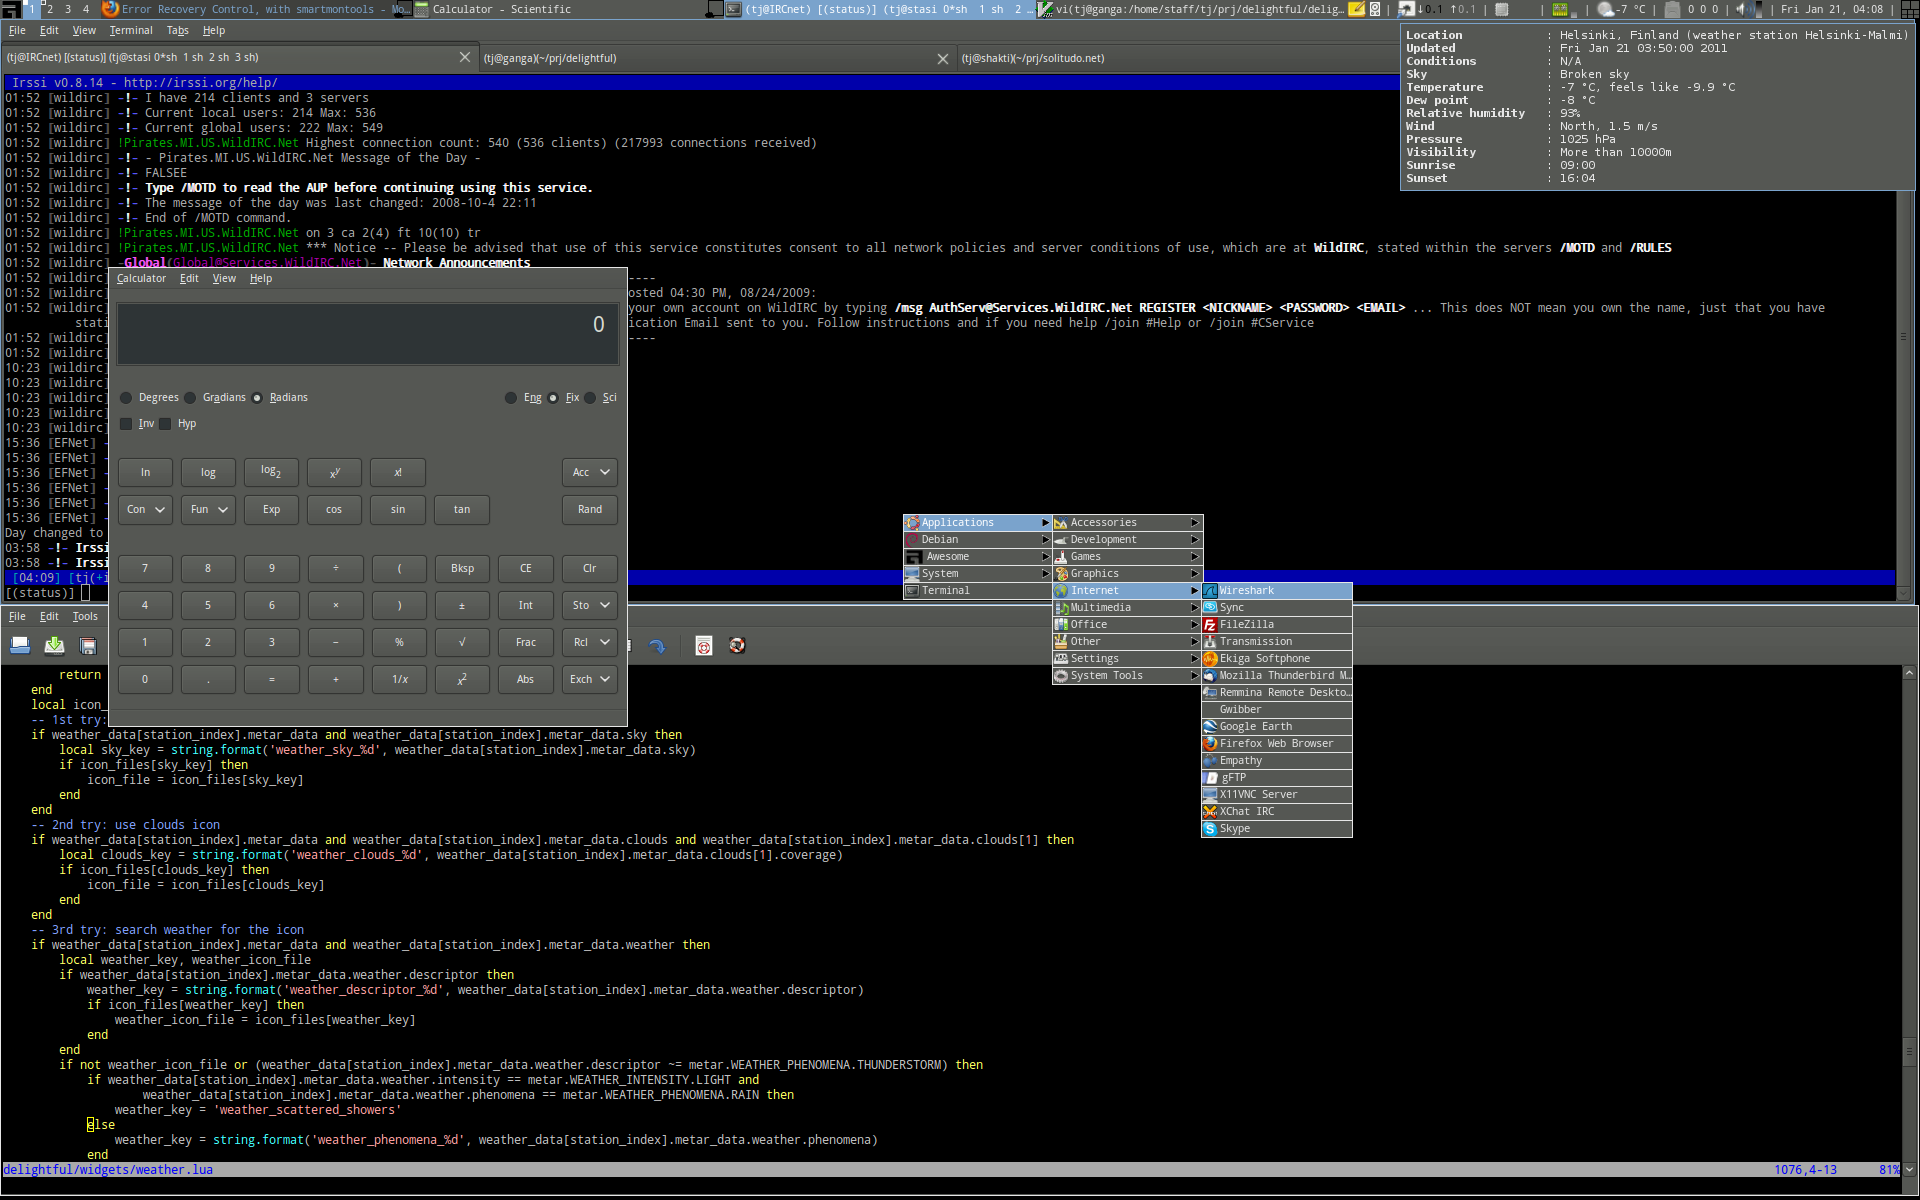 1 2 3 4 Error Recovery Control, with smartmontools - Mo... Calculator - Scientific (tj@IRCnet) [(status)] (tj@stasi 0*sh 1 sh 2 ... vi(tj@ganga:/home/staff/tj/prj/delightful/delig... ↓0.1 ↑0.1 | | -7 °C | 0 0 0 | | Fri Jan 21, 04:08 |
File Edit View Terminal Tabs Help
(tj@IRCnet) [(status)] (tj@stasi 0*sh 1 sh 2 sh 3 sh)
(tj@ganga)(~/prj/delightful)
(tj@shakti)(~/prj/solitudo.net)
Location : Helsinki, Finland (weather station Helsinki-Malmi)
Updated : Fri Jan 21 03:50:00 2011
Conditions : N/A
Sky : Broken sky
Temperature : -7 °C, feels like -9.9 °C
Dew point : -8 °C
Relative humidity : 93%
Wind : North, 1.5 m/s
Pressure : 1025 hPa
Visibility : More than 10000m
Sunrise : 09:00
Sunset : 16:04
Irssi v0.8.14 - http://irssi.org/help/
01:52 [wildirc] -!- I have 214 clients and 3 servers
01:52 [wildirc] -!- Current local users: 214 Max: 536
01:52 [wildirc] -!- Current global users: 222 Max: 549
01:52 [wildirc] !Pirates.MI.US.WildIRC.Net Highest connection count: 540 (536 clients) (217993 connections received)
01:52 [wildirc] -!- - Pirates.MI.US.WildIRC.Net Message of the Day -
01:52 [wildirc] -!- FALSEE
01:52 [wildirc] -!- Type /MOTD to read the AUP before continuing using this service.
01:52 [wildirc] -!- The message of the day was last changed: 2008-10-4 22:11
01:52 [wildirc] -!- End of /MOTD command.
01:52 [wildirc] !Pirates.MI.US.WildIRC.Net on 3 ca 2(4) ft 10(10) tr
01:52 [wildirc] !Pirates.MI.US.WildIRC.Net *** Notice -- Please be advised that use of this service constitutes consent to all network policies and server conditions of use, which are at WildIRC, stated within the servers /MOTD and /RULES
01:52 [wildirc] -Global(Global@Services.WildIRC.Net)- Network Announcements
01:52 [wildirc] ----
01:52 [wildirc] osted 04:30 PM, 08/24/2009:
01:52 [wildirc] your own account on WildIRC by typing /msg AuthServ@Services.WildIRC.Net REGISTER <NICKNAME> <PASSWORD> <EMAIL> ... This does NOT mean you own the name, just that you have
stati ication Email sent to you. Follow instructions and if you need help /join #Help or /join #CService
01:52 [wildirc] ----
01:52 [wildirc]
10:23 [wildirc]
10:23 [wildirc]
10:23 [wildirc]
10:23 [wildirc]
10:23 [wildirc]
15:36 [EFNet] -
15:36 [EFNet] -
15:36 [EFNet] -
15:36 [EFNet] -
15:36 [EFNet] -
15:36 [EFNet] -
Day changed to
03:58 -!- Irssi
03:58 -!- Irssi
[04:09] [tj(+i
[(status)]
Calculator Edit View Help
0
Degrees Gradians Radians Eng Fix Sci
Inv Hyp
ln log log2 xy x! Acc
Con Fun Exp cos sin tan Rand
7 8 9 ÷ ( Bksp CE Clr
4 5 6 × ) ± Int Sto
1 2 3 − % √ Frac Rcl
0 . = + 1/x x2 Abs Exch
Applications
Debian
Awesome
System
Terminal
Accessories
Development
Games
Graphics
Internet
Multimedia
Office
Other
Settings
System Tools
Wireshark
Sync
FileZilla
Transmission
Ekiga Softphone
Mozilla Thunderbird M...
Remmina Remote Deskto...
Gwibber
Google Earth
Firefox Web Browser
Empathy
gFTP
X11VNC Server
XChat IRC
Skype
File Edit Tools
return
end
local icon_
-- 1st try:
if weather_data[station_index].metar_data and weather_data[station_index].metar_data.sky then
local sky_key = string.format('weather_sky_%d', weather_data[station_index].metar_data.sky)
if icon_files[sky_key] then
icon_file = icon_files[sky_key]
end
end
-- 2nd try: use clouds icon
if weather_data[station_index].metar_data and weather_data[station_index].metar_data.clouds and weather_data[station_index].metar_data.clouds[1] then
local clouds_key = string.format('weather_clouds_%d', weather_data[station_index].metar_data.clouds[1].coverage)
if icon_files[clouds_key] then
icon_file = icon_files[clouds_key]
end
end
-- 3rd try: search weather for the icon
if weather_data[station_index].metar_data and weather_data[station_index].metar_data.weather then
local weather_key, weather_icon_file
if weather_data[station_index].metar_data.weather.descriptor then
weather_key = string.format('weather_descriptor_%d', weather_data[station_index].metar_data.weather.descriptor)
if icon_files[weather_key] then
weather_icon_file = icon_files[weather_key]
end
end
if not weather_icon_file or (weather_data[station_index].metar_data.weather.descriptor ~= metar.WEATHER_PHENOMENA.THUNDERSTORM) then
if weather_data[station_index].metar_data.weather.intensity == metar.WEATHER_INTENSITY.LIGHT and
weather_data[station_index].metar_data.weather.phenomena == metar.WEATHER_PHENOMENA.RAIN then
weather_key = 'weather_scattered_showers'
else
weather_key = string.format('weather_phenomena_%d', weather_data[station_index].metar_data.weather.phenomena)
end
delightful/widgets/weather.lua 1076,4-13 81%